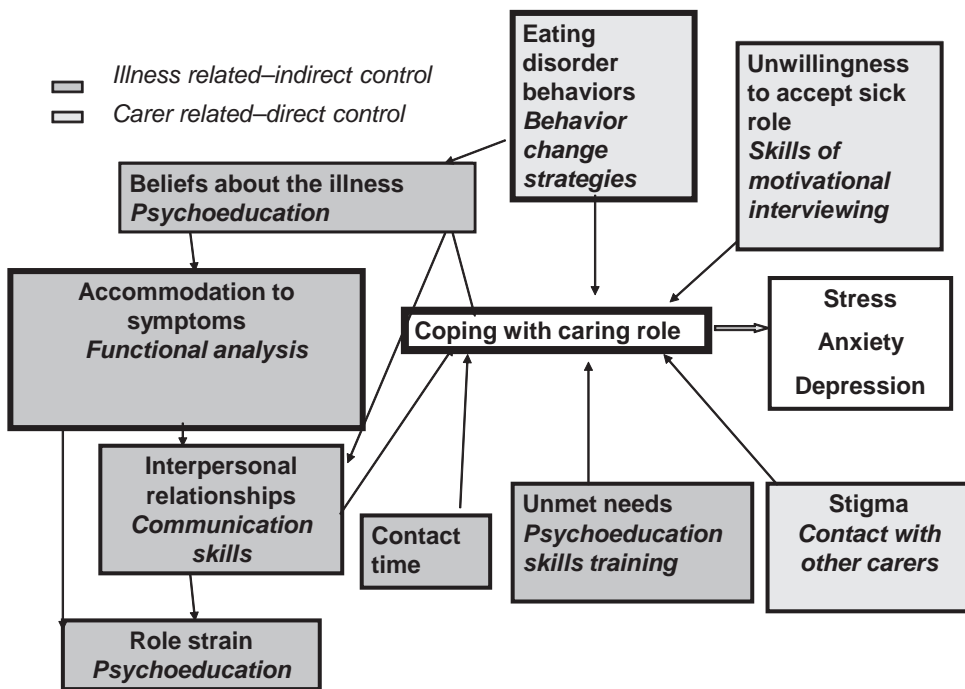 Illness related–indirect control
Carer related–direct control
Eating
disorder
behaviors
Behavior
change
strategies
Unwillingness
to accept sick
role
Skills of
motivational
interviewing
Beliefs about the illness
Psychoeducation
Accommodation to
symptoms
Functional analysis
Coping with caring role
Stress
Anxiety
Depression
Interpersonal
relationships
Communication
skills
Contact
time
Unmet needs
Psychoeducation
skills training
Stigma
Contact with
other carers
Role strain
Psychoeducation